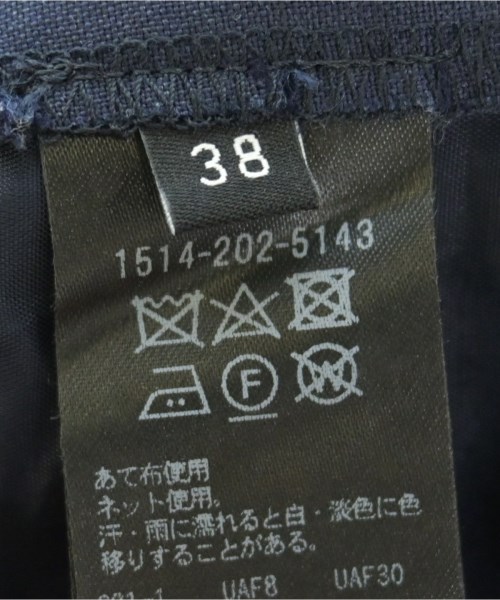 38
1514-202-5143
F
W
あて布使用
ネット使用。
汗・雨に濡れると白・淡色に色
移りすることがある。
UAF8 UAF30